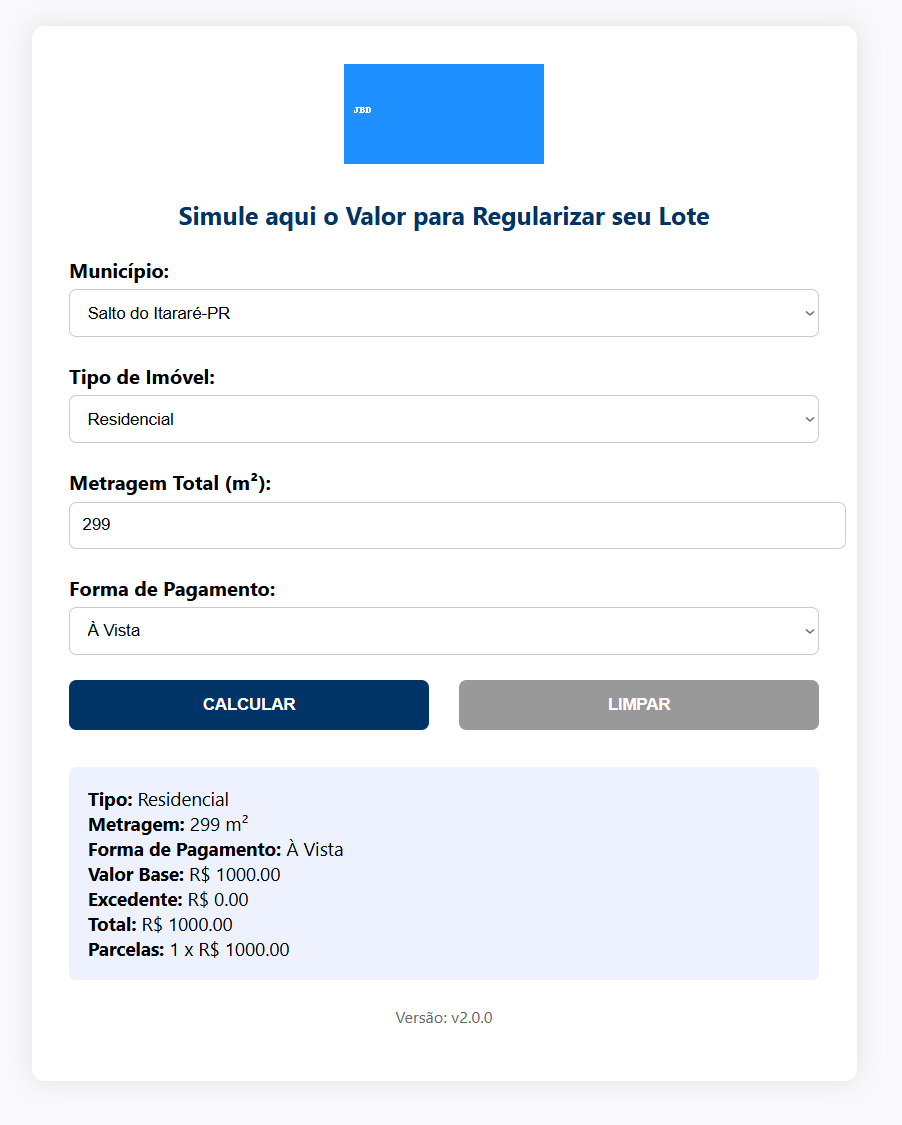 JBD
Simule aqui o Valor para Regularizar seu Lote
Município:
Salto do Itararé-PR
Tipo de Imóvel:
Residencial
Metragem Total (m²):
299
Forma de Pagamento:
À Vista
CALCULAR
LIMPAR
Tipo: Residencial
Metragem: 299 m²
Forma de Pagamento: À Vista
Valor Base: R$ 1000.00
Excedente: R$ 0.00
Total: R$ 1000.00
Parcelas: 1 x R$ 1000.00
Versão: v2.0.0